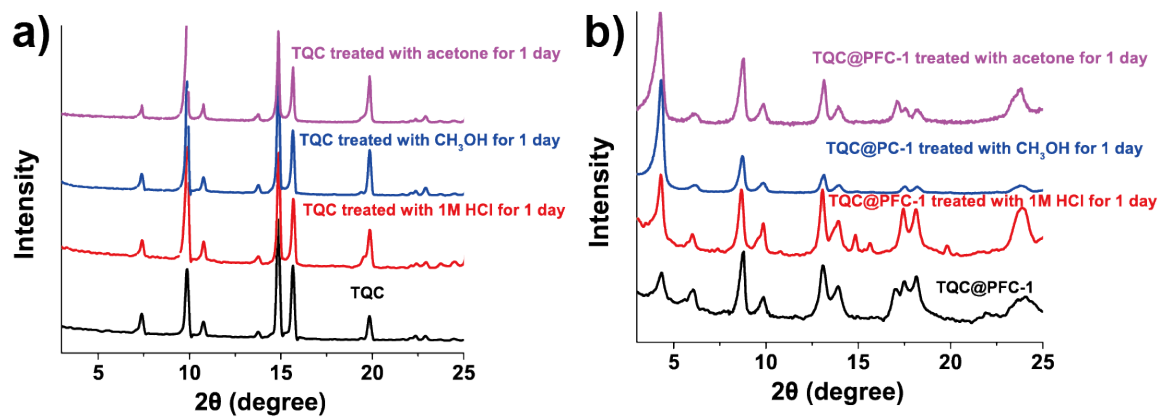 a)
TQC treated with acetone for 1 day
TQC treated with CH₃OH for 1 day
TQC treated with 1M HCl for 1 day
TQC
Intensity
5 10 15 20 25
2θ (degree)
b)
TQC@PFC-1 treated with acetone for 1 day
TQC@PC-1 treated with CH₃OH for 1 day
TQC@PFC-1 treated with 1M HCl for 1 day
TQC@PFC-1
Intensity
5 10 15 20 25
2θ (degree)